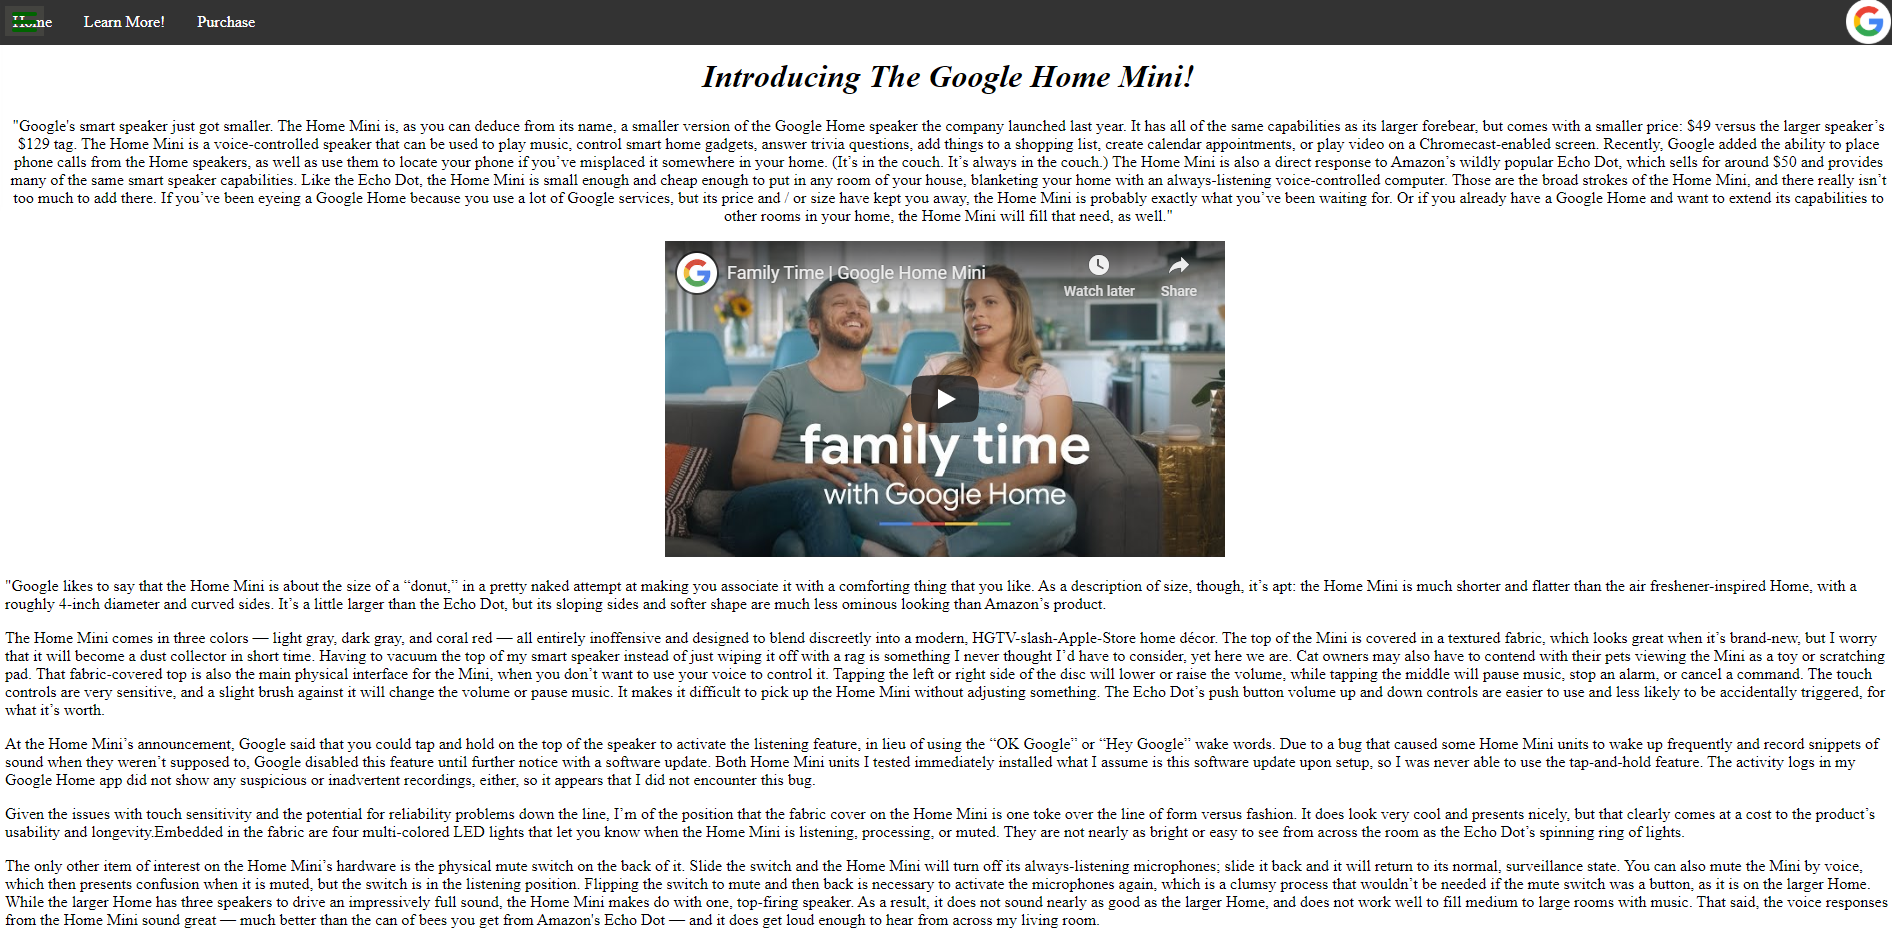 Home Learn More! Purchase
Introducing The Google Home Mini!
"Google's smart speaker just got smaller. The Home Mini is, as you can deduce from its name, a smaller version of the Google Home speaker the company launched last year. It has all of the same capabilities as its larger forebear, but comes with a smaller price: $49 versus the larger speaker’s
$129 tag. The Home Mini is a voice-controlled speaker that can be used to play music, control smart home gadgets, answer trivia questions, add things to a shopping list, create calendar appointments, or play video on a Chromecast-enabled screen. Recently, Google added the ability to place
phone calls from the Home speakers, as well as use them to locate your phone if you’ve misplaced it somewhere in your home. (It’s in the couch. It’s always in the couch.) The Home Mini is also a direct response to Amazon’s wildly popular Echo Dot, which sells for around $50 and provides
many of the same smart speaker capabilities. Like the Echo Dot, the Home Mini is small enough and cheap enough to put in any room of your house, blanketing your home with an always-listening voice-controlled computer. Those are the broad strokes of the Home Mini, and there really isn’t
too much to add there. If you’ve been eyeing a Google Home because you use a lot of Google services, but its price and / or size have kept you away, the Home Mini is probably exactly what you’ve been waiting for. Or if you already have a Google Home and want to extend its capabilities to
other rooms in your home, the Home Mini will fill that need, as well."
Family Time | Google Home Mini
Watch later Share
family time
with Google Home
"Google likes to say that the Home Mini is about the size of a “donut,” in a pretty naked attempt at making you associate it with a comforting thing that you like. As a description of size, though, it’s apt: the Home Mini is much shorter and flatter than the air freshener-inspired Home, with a
roughly 4-inch diameter and curved sides. It’s a little larger than the Echo Dot, but its sloping sides and softer shape are much less ominous looking than Amazon’s product.
The Home Mini comes in three colors — light gray, dark gray, and coral red — all entirely inoffensive and designed to blend discreetly into a modern, HGTV-slash-Apple-Store home décor. The top of the Mini is covered in a textured fabric, which looks great when it’s brand-new, but I worry
that it will become a dust collector in short time. Having to vacuum the top of my smart speaker instead of just wiping it off with a rag is something I never thought I’d have to consider, yet here we are. Cat owners may also have to contend with their pets viewing the Mini as a toy or scratching
pad. That fabric-covered top is also the main physical interface for the Mini, when you don’t want to use your voice to control it. Tapping the left or right side of the disc will lower or raise the volume, while tapping the middle will pause music, stop an alarm, or cancel a command. The touch
controls are very sensitive, and a slight brush against it will change the volume or pause music. It makes it difficult to pick up the Home Mini without adjusting something. The Echo Dot’s push button volume up and down controls are easier to use and less likely to be accidentally triggered, for
what it’s worth.
At the Home Mini’s announcement, Google said that you could tap and hold on the top of the speaker to activate the listening feature, in lieu of using the “OK Google” or “Hey Google” wake words. Due to a bug that caused some Home Mini units to wake up frequently and record snippets of
sound when they weren’t supposed to, Google disabled this feature until further notice with a software update. Both Home Mini units I tested immediately installed what I assume is this software update upon setup, so I was never able to use the tap-and-hold feature. The activity logs in my
Google Home app did not show any suspicious or inadvertent recordings, either, so it appears that I did not encounter this bug.
Given the issues with touch sensitivity and the potential for reliability problems down the line, I’m of the position that the fabric cover on the Home Mini is one toke over the line of form versus fashion. It does look very cool and presents nicely, but that clearly comes at a cost to the product’s
usability and longevity.Embedded in the fabric are four multi-colored LED lights that let you know when the Home Mini is listening, processing, or muted. They are not nearly as bright or easy to see from across the room as the Echo Dot’s spinning ring of lights.
The only other item of interest on the Home Mini’s hardware is the physical mute switch on the back of it. Slide the switch and the Home Mini will turn off its always-listening microphones; slide it back and it will return to its normal, surveillance state. You can also mute the Mini by voice,
which then presents confusion when it is muted, but the switch is in the listening position. Flipping the switch to mute and then back is necessary to activate the microphones again, which is a clumsy process that wouldn’t be needed if the mute switch was a button, as it is on the larger Home.
While the larger Home has three speakers to drive an impressively full sound, the Home Mini makes do with one, top-firing speaker. As a result, it does not sound nearly as good as the larger Home, and does not work well to fill medium to large rooms with music. That said, the voice responses
from the Home Mini sound great — much better than the can of bees you get from Amazon's Echo Dot — and it does get loud enough to hear from across my living room.